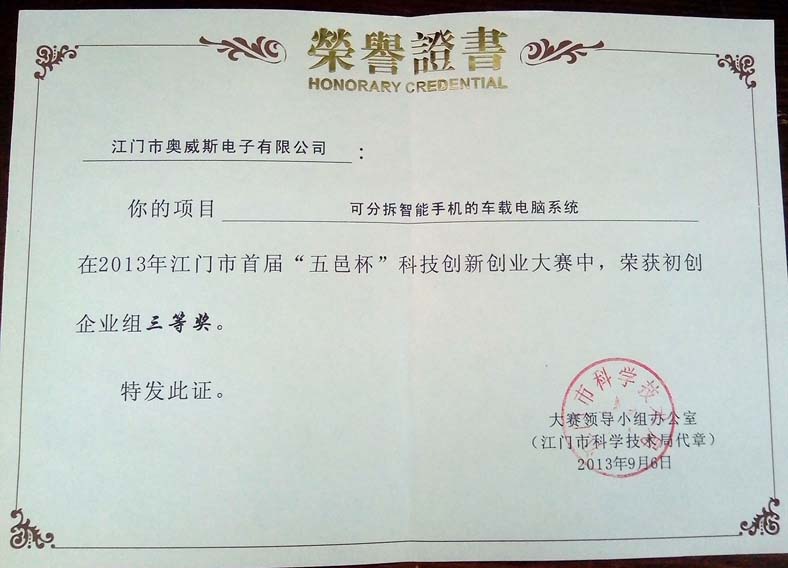 榮譽證書
HONORARY CREDENTIAL
江门市奥威斯电子有限公司：
你的项目 可分拆智能手机的车载电脑系统
在2013年江门市首届“五邑杯”科技创新创业大赛中，荣获初创
企业组三等奖。
特发此证。
市科学技术
大赛领导小组办公室
（江门市科学技术局代章）
2013年9月6日